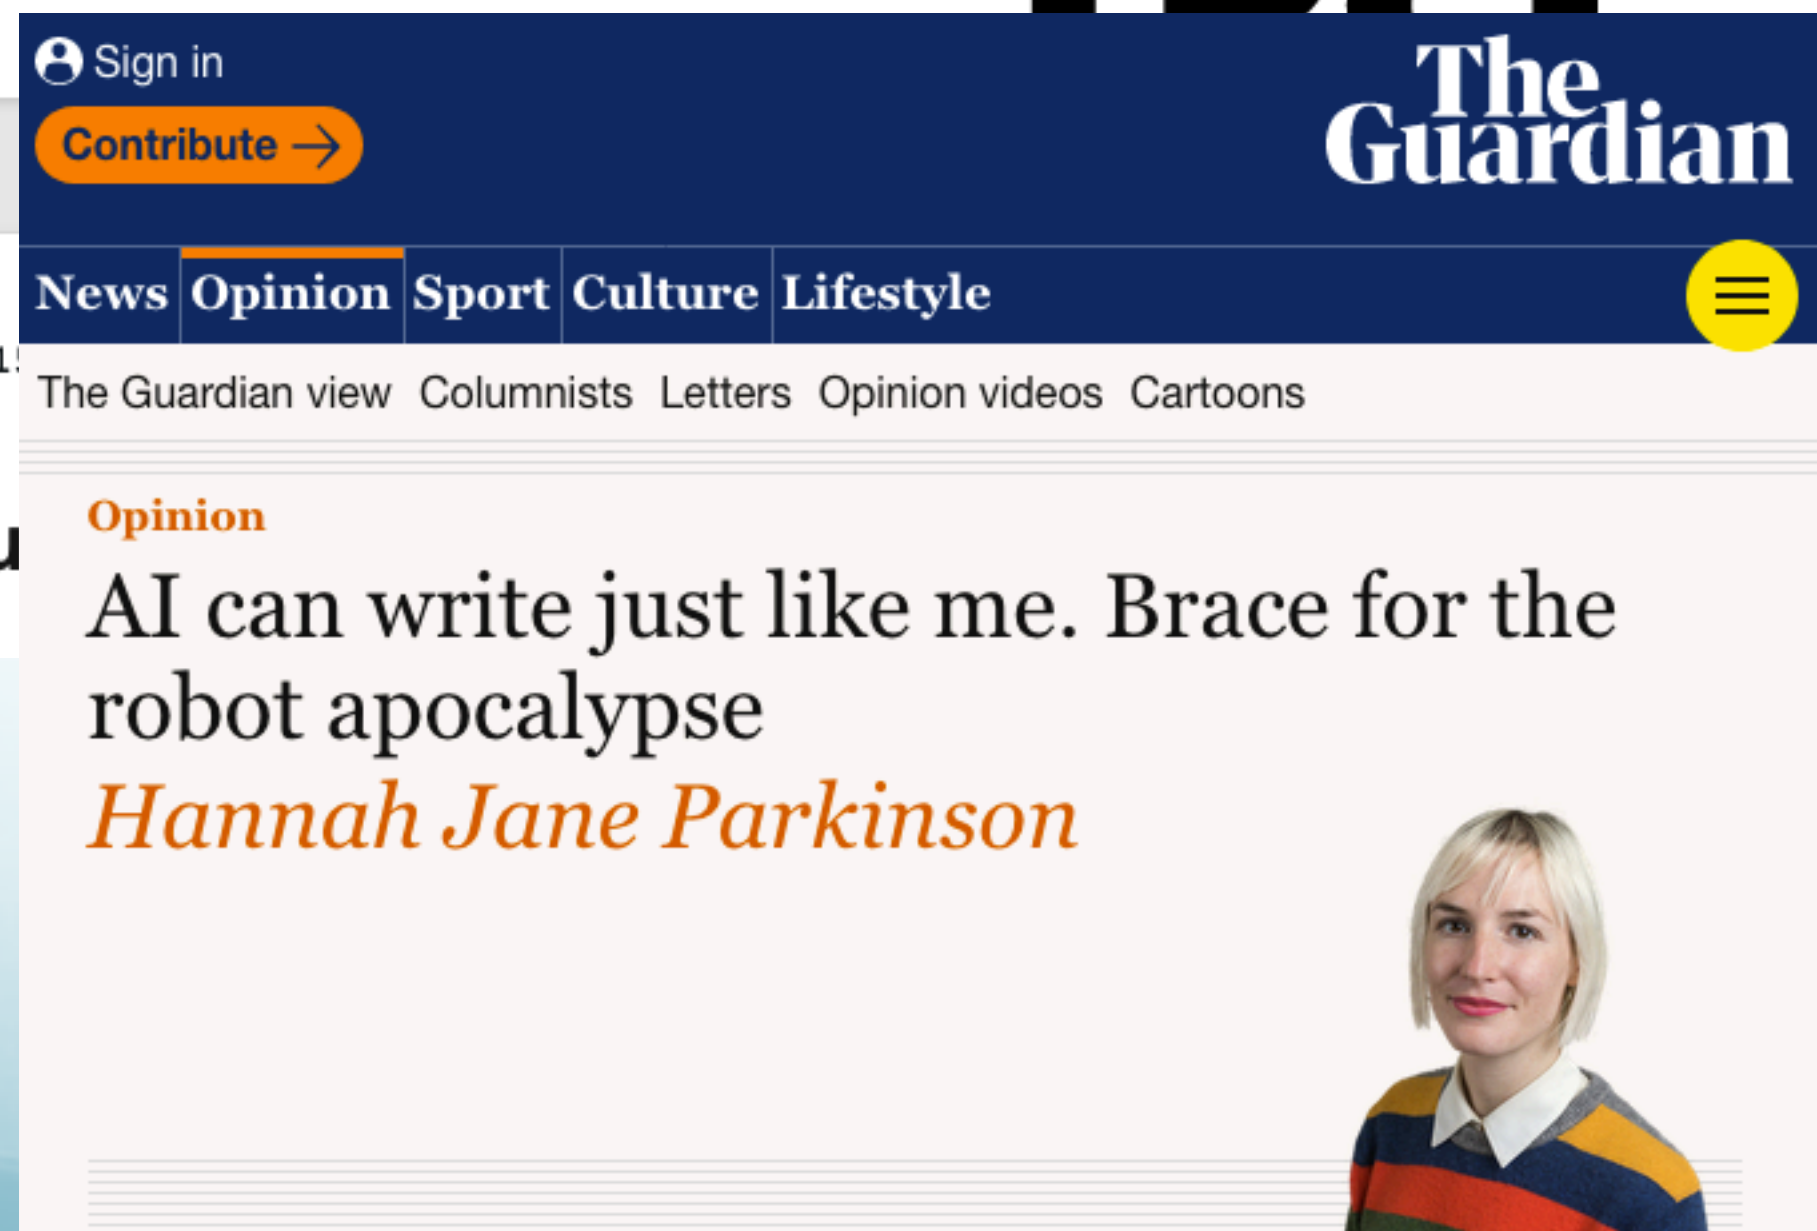 Sign in
Contribute →
The
Guardian
News Opinion Sport Culture Lifestyle
The Guardian view Columnists Letters Opinion videos Cartoons
Opinion
AI can write just like me. Brace for the
robot apocalypse
Hannah Jane Parkinson